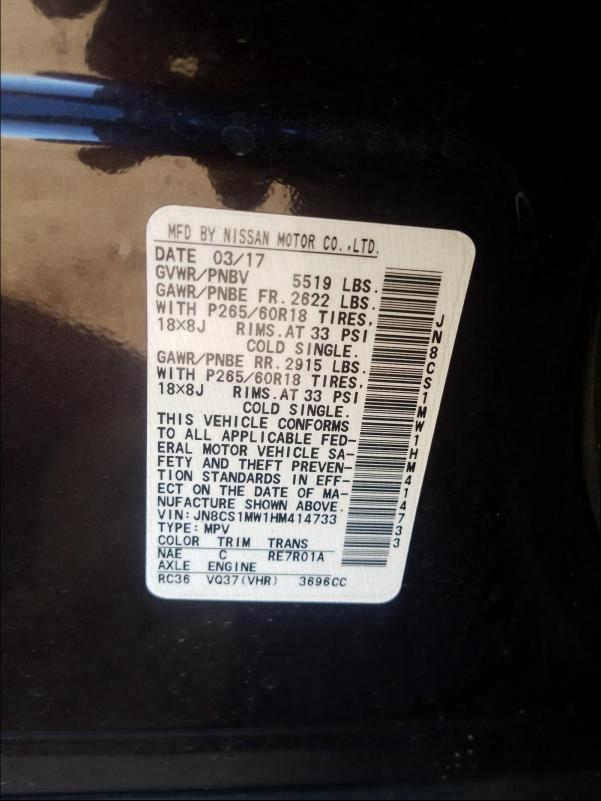 MFD BY NISSAN MOTOR CO.,LTD.
DATE 03/17
GVWR/PNBV 5519 LBS.
GAWR/PNBE FR. 2622 LBS.
WITH P265/60R18 TIRES,
18X8J RIMS.AT 33 PSI
COLD SINGLE.
GAWR/PNBE RR. 2915 LBS.
WITH P265/60R18 TIRES,
18X8J RIMS.AT 33 PSI
COLD SINGLE.
THIS VEHICLE CONFORMS
TO ALL APPLICABLE FED-
ERAL MOTOR VEHICLE SA-
FETY AND THEFT PREVEN-
TION STANDARDS IN EFF-
ECT ON THE DATE OF MA-
NUFACTURE SHOWN ABOVE.
VIN:JN8CS1MW1HM414733
TYPE:MPV
COLOR TRIM TRANS
NAE C RE7R01A
AXLE ENGINE
RC36 VQ37(VHR) 3696CC
JN8CS1MW1HM414733